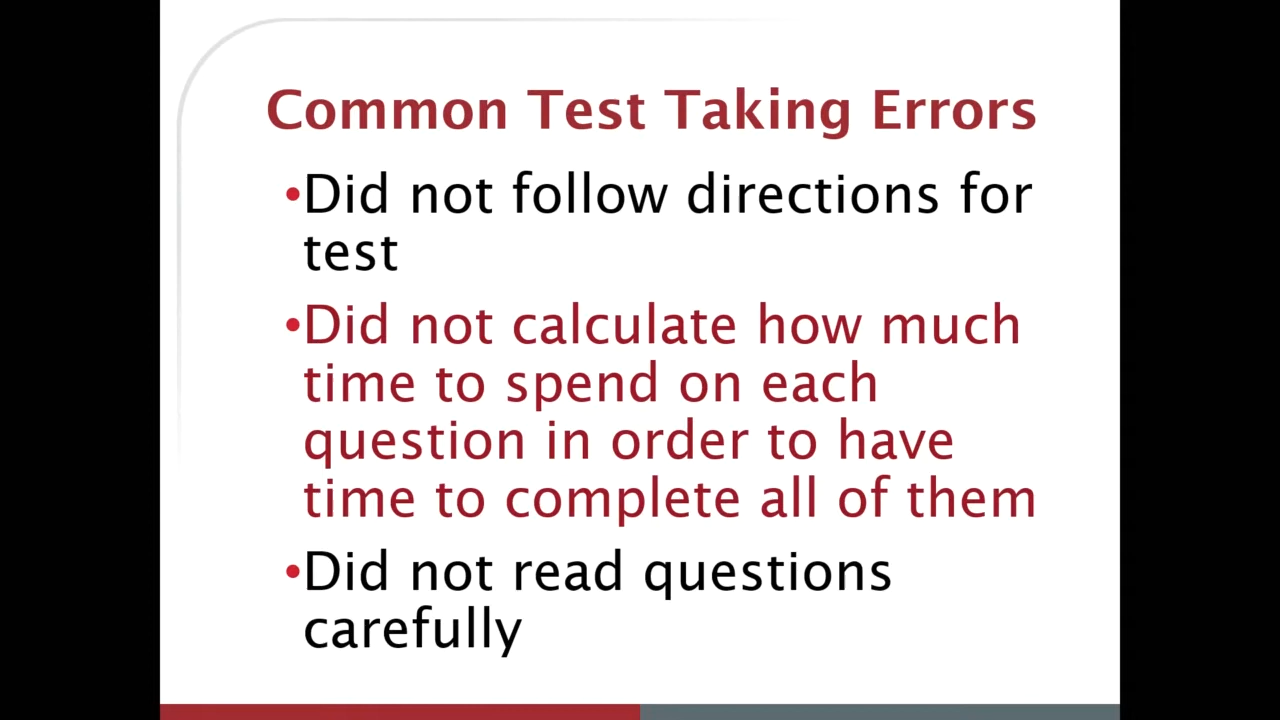 Common Test Taking Errors
•Did not follow directions for
test
•Did not calculate how much
time to spend on each
question in order to have
time to complete all of them
•Did not read questions
carefully